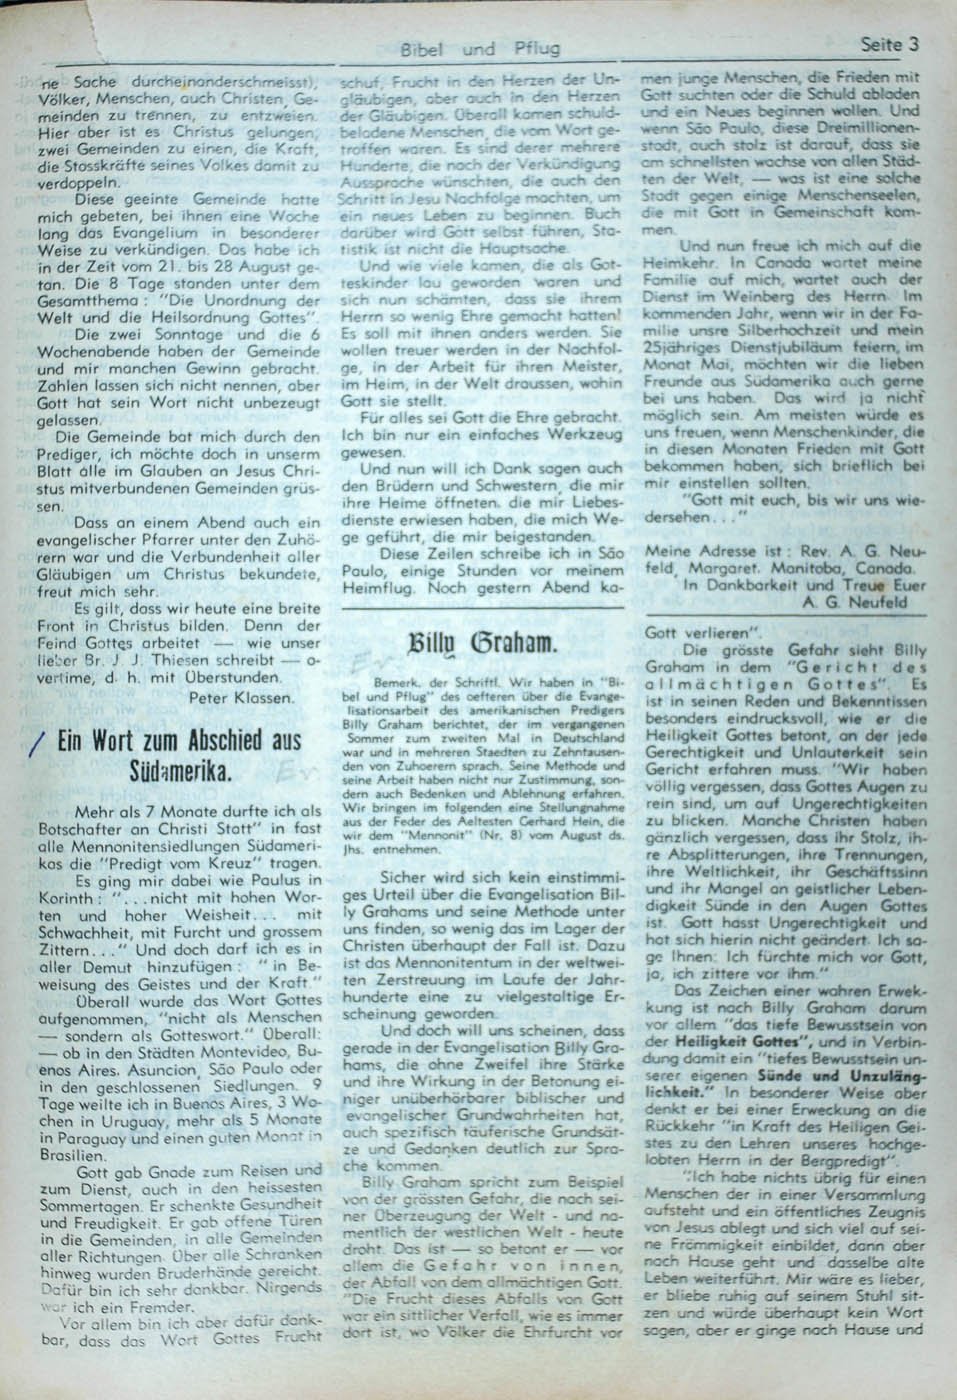 Bibel und Pflug
Seite 3
ne Sache durcheinanderschmeisst),
Völker, Menschen, auch Christen, Ge-
meinden zu trennen, zu entzweien.
Hier aber ist es Christus gelungen,
zwei Gemeinden zu einen, die Kraft,
die Stosskräfte seines Volkes damit zu
verdoppeln.
Diese geeinte Gemeinde hatte
mich gebeten, bei ihnen eine Woche
lang das Evangelium in besonderer
Weise zu verkündigen. Das habe ich
in der Zeit vom 21. bis 28 August ge-
tan. Die 8 Tage standen unter dem
Gesamtthema : "Die Unordnung der
Welt und die Heilsordnung Gottes".
Die zwei Sonntage und die 6
Wochenabende haben der Gemeinde
und mir manchen Gewinn gebracht.
Zahlen lassen sich nicht nennen, aber
Gott hat sein Wort nicht unbezeugt
gelassen.
Die Gemeinde bat mich durch den
Prediger, ich möchte doch in unserm
Blatt alle im Glauben an Jesus Chri-
stus mitverbundenen Gemeinden grüs-
sen.
Dass an einem Abend auch ein
evangelischer Pfarrer unter den Zuhö-
rern war und die Verbundenheit aller
Gläubigen um Christus bekundete,
freut mich sehr.
Es gilt, dass wir heute eine breite
Front in Christus bilden. Denn der
Feind Gottes arbeitet — wie unser
lieber Br. J. J. Thiesen schreibt — o-
vertime, d. h. mit Überstunden.
Peter Klassen.
Ein Wort zum Abschied aus
Südamerika.
Mehr als 7 Monate durfte ich als
Botschafter an Christi Statt" in fast
alle Mennonitensiedlungen Südameri-
kas die "Predigt vom Kreuz" tragen.
Es ging mir dabei wie Paulus in
Korinth : "...nicht mit hohen Wor-
ten und hoher Weisheit... mit
Schwachheit, mit Furcht und grossem
Zittern..." Und doch darf ich es in
aller Demut hinzufügen : "in Be-
weisung des Geistes und der Kraft."
Überall wurde das Wort Gottes
aufgenommen, "nicht als Menschen
— sondern als Gotteswort." Überall:
— ob in den Städten Montevideo, Bu-
enos Aires, Asuncion, São Paulo oder
in den geschlossenen Siedlungen. 9
Tage weilte ich in Buenos Aires, 3 Wo-
chen in Uruguay, mehr als 5 Monate
in Paraguay und einen guten Monat in
Brasilien.
Gott gab Gnade zum Reisen und
zum Dienst, auch in den heissesten
Sommertagen. Er schenkte Gesundheit
und Freudigkeit. Er gab offene Türen
in die Gemeinden, in alle Gemeinden
aller Richtungen. Über alle Schranken
hinweg wurden Bruderhände gereicht.
Dafür bin ich sehr dankbar. Nirgends
war ich ein Fremder.
Vor allem bin ich aber dafür dank-
bar, dass das Wort Gottes Frucht
schuf, Frucht in den Herzen der Un-
gläubigen, aber auch in den Herzen
der Gläubigen. Überall kamen schuld-
beladene Menschen, die vom Wort ge-
troffen waren. Es sind derer mehrere
Hunderte, die nach der Verkündigung
Aussprache wünschten, die auch den
Schritt in Jesu Nachfolge machten, um
ein neues Leben zu beginnen. Buch
darüber wird Gott selbst führen, Sta-
tistik ist nicht die Hauptsache.
Und wie viele kamen, die als Got-
teskinder lau geworden waren und
sich nun schämten, dass sie ihrem
Herrn so wenig Ehre gemacht hatten!
Es soll mit ihnen anders werden. Sie
wollen treuer werden in der Nachfol-
ge, in der Arbeit für ihren Meister,
im Heim, in der Welt draussen, wohin
Gott sie stellt.
Für alles sei Gott die Ehre gebracht.
Ich bin nur ein einfaches Werkzeug
gewesen.
Und nun will ich Dank sagen auch
den Brüdern und Schwestern, die mir
ihre Heime öffneten, die mir Liebes-
dienste erwiesen haben, die mich We-
ge geführt, die mir beigestanden.
Diese Zeilen schreibe ich in São
Paulo, einige Stunden vor meinem
Heimflug. Noch gestern Abend ka-
men junge Menschen, die Frieden mit
Gott suchten oder die Schuld abladen
und ein Neues beginnen wollen. Und
wenn São Paulo, diese Dreimillionen-
stadt, auch stolz ist darauf, dass sie
am schnellsten wachse von allen Städ-
ten der Welt, — was ist eine solche
Stadt gegen einige Menschenseelen,
die mit Gott in Gemeinschaft kom-
men.
Und nun freue ich mich auf die
Heimkehr. In Canada wartet meine
Familie auf mich, wartet auch der
Dienst im Weinberg des Herrn. Im
kommenden Jahr, wenn wir in der Fa-
milie unsre Silberhochzeit und mein
25jähriges Dienstjubiläum feiern, im
Monat Mai, möchten wir die lieben
Freunde aus Südamerika auch gerne
bei uns haben. Das wird ja nicht
möglich sein. Am meisten würde es
uns freuen, wenn Menschenkinder, die
in diesen Monaten Frieden mit Gott
bekommen haben, sich brieflich bei
mir einstellen sollten.
"Gott mit euch, bis wir uns wie-
dersehen..."
Meine Adresse ist : Rev. A. G. Neu-
feld, Margaret. Manitoba, Canada.
In Dankbarkeit und Treue Euer
A. G. Neufeld
Billy Graham.
Bemerk. der Schriftl. Wir haben in "Bi-
bel und Pflug" des oefteren über die Evange-
lisationsarbeit des amerikanischen Predigers
Billy Graham berichtet, der im vergangenen
Sommer zum zweiten Mal in Deutschland
war und in mehreren Staedten zu Zehntausen-
den von Zuhoerern sprach. Seine Methode und
seine Arbeit haben nicht nur Zustimmung, son-
dern auch Bedenken und Ablehnung erfahren.
Wir bringen im folgenden eine Stellungnahme
aus der Feder des Aeltesten Gerhard Hein, die
wir dem "Mennonit" (Nr. 8) vom August ds.
Jhs. entnehmen.
Sicher wird sich kein einstimmi-
ges Urteil über die Evangelisation Bil-
ly Grahams und seine Methode unter
uns finden, so wenig das im Lager der
Christen überhaupt der Fall ist. Dazu
ist das Mennonitentum in der weltwei-
ten Zerstreuung im Laufe der Jahr-
hunderte eine zu vielgestaltige Er-
scheinung geworden.
Und doch will uns scheinen, dass
gerade in der Evangelisation Billy Gra-
hams, die ohne Zweifel ihre Stärke
und ihre Wirkung in der Betonung ei-
niger unüberhörbarer biblischer und
evangelischer Grundwahrheiten hat,
auch spezifisch täuferische Grundsät-
ze und Gedanken deutlich zur Spra-
che kommen.
Billy Graham spricht zum Beispiel
von der grössten Gefahr, die nach sei-
ner Überzeugung der Welt - und na-
mentlich der westlichen Welt - heute
droht. Das ist — so betont er — vor
allem die Gefahr von innen,
der Abfall von dem allmächtigen Gott.
"Die Frucht dieses Abfalls von Gott
war ein sittlicher Verfall, wie es immer
dort ist, wo Völker die Ehrfurcht vor
Gott verlieren".
Die grösste Gefahr sieht Billy
Graham in dem "Gericht des
allmächtigen Gottes". Es
ist in seinen Reden und Bekenntissen
besonders eindrucksvoll, wie er die
Heiligkeit Gottes betont, an der jede
Gerechtigkeit und Unlauterkeit sein
Gericht erfahren muss. "Wir haben
völlig vergessen, dass Gottes Augen zu
rein sind, um auf Ungerechtigkeiten
zu blicken. Manche Christen haben
gänzlich vergessen, dass ihr Stolz, ih-
re Absplitterungen, ihre Trennungen,
ihre Weltlichkeit, ihr Geschäftssinn
und ihr Mangel an geistlicher Leben-
digkeit Sünde in den Augen Gottes
ist. Gott hasst Ungerechtigkeit und
hat sich hierin nicht geändert. Ich sa-
ge Ihnen: Ich fürchte mich vor Gott,
ja, ich zittere vor ihm."
Das Zeichen einer wahren Erwek-
kung ist nach Billy Graham darum
vor allem "das tiefe Bewusstsein von
der Heiligkeit Gottes", und in Verbin-
dung damit ein "tiefes Bewusstsein un-
serer eigenen Sünde und Unzuläng-
lichkeit." In besonderer Weise aber
denkt er bei einer Erweckung an die
Rückkehr "in Kraft des Heiligen Gei-
stes zu den Lehren unseres hochge-
lobten Herrn in der Bergpredigt".
"Ich habe nichts übrig für einen
Menschen der in einer Versammlung
aufsteht und ein öffentliches Zeugnis
von Jesus ablegt und sich viel auf sei-
ne Frömmigkeit einbildet, dann aber
nach Hause geht und dasselbe alte
Leben weiterführt. Mir wäre es lieber,
er bliebe ruhig auf seinem Stuhl sit-
zen und würde überhaupt kein Wort
sagen, aber er ginge nach Hause und